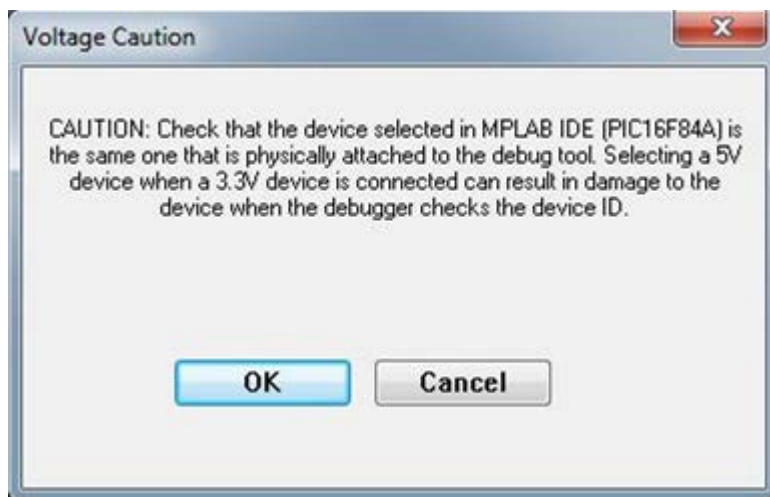 Voltage Caution
CAUTION: Check that the device selected in MPLAB IDE (PIC16F84A) is
the same one that is physically attached to the debug tool. Selecting a 5V
device when a 3.3V device is connected can result in damage to the
device when the debugger checks the device ID.
OK
Cancel